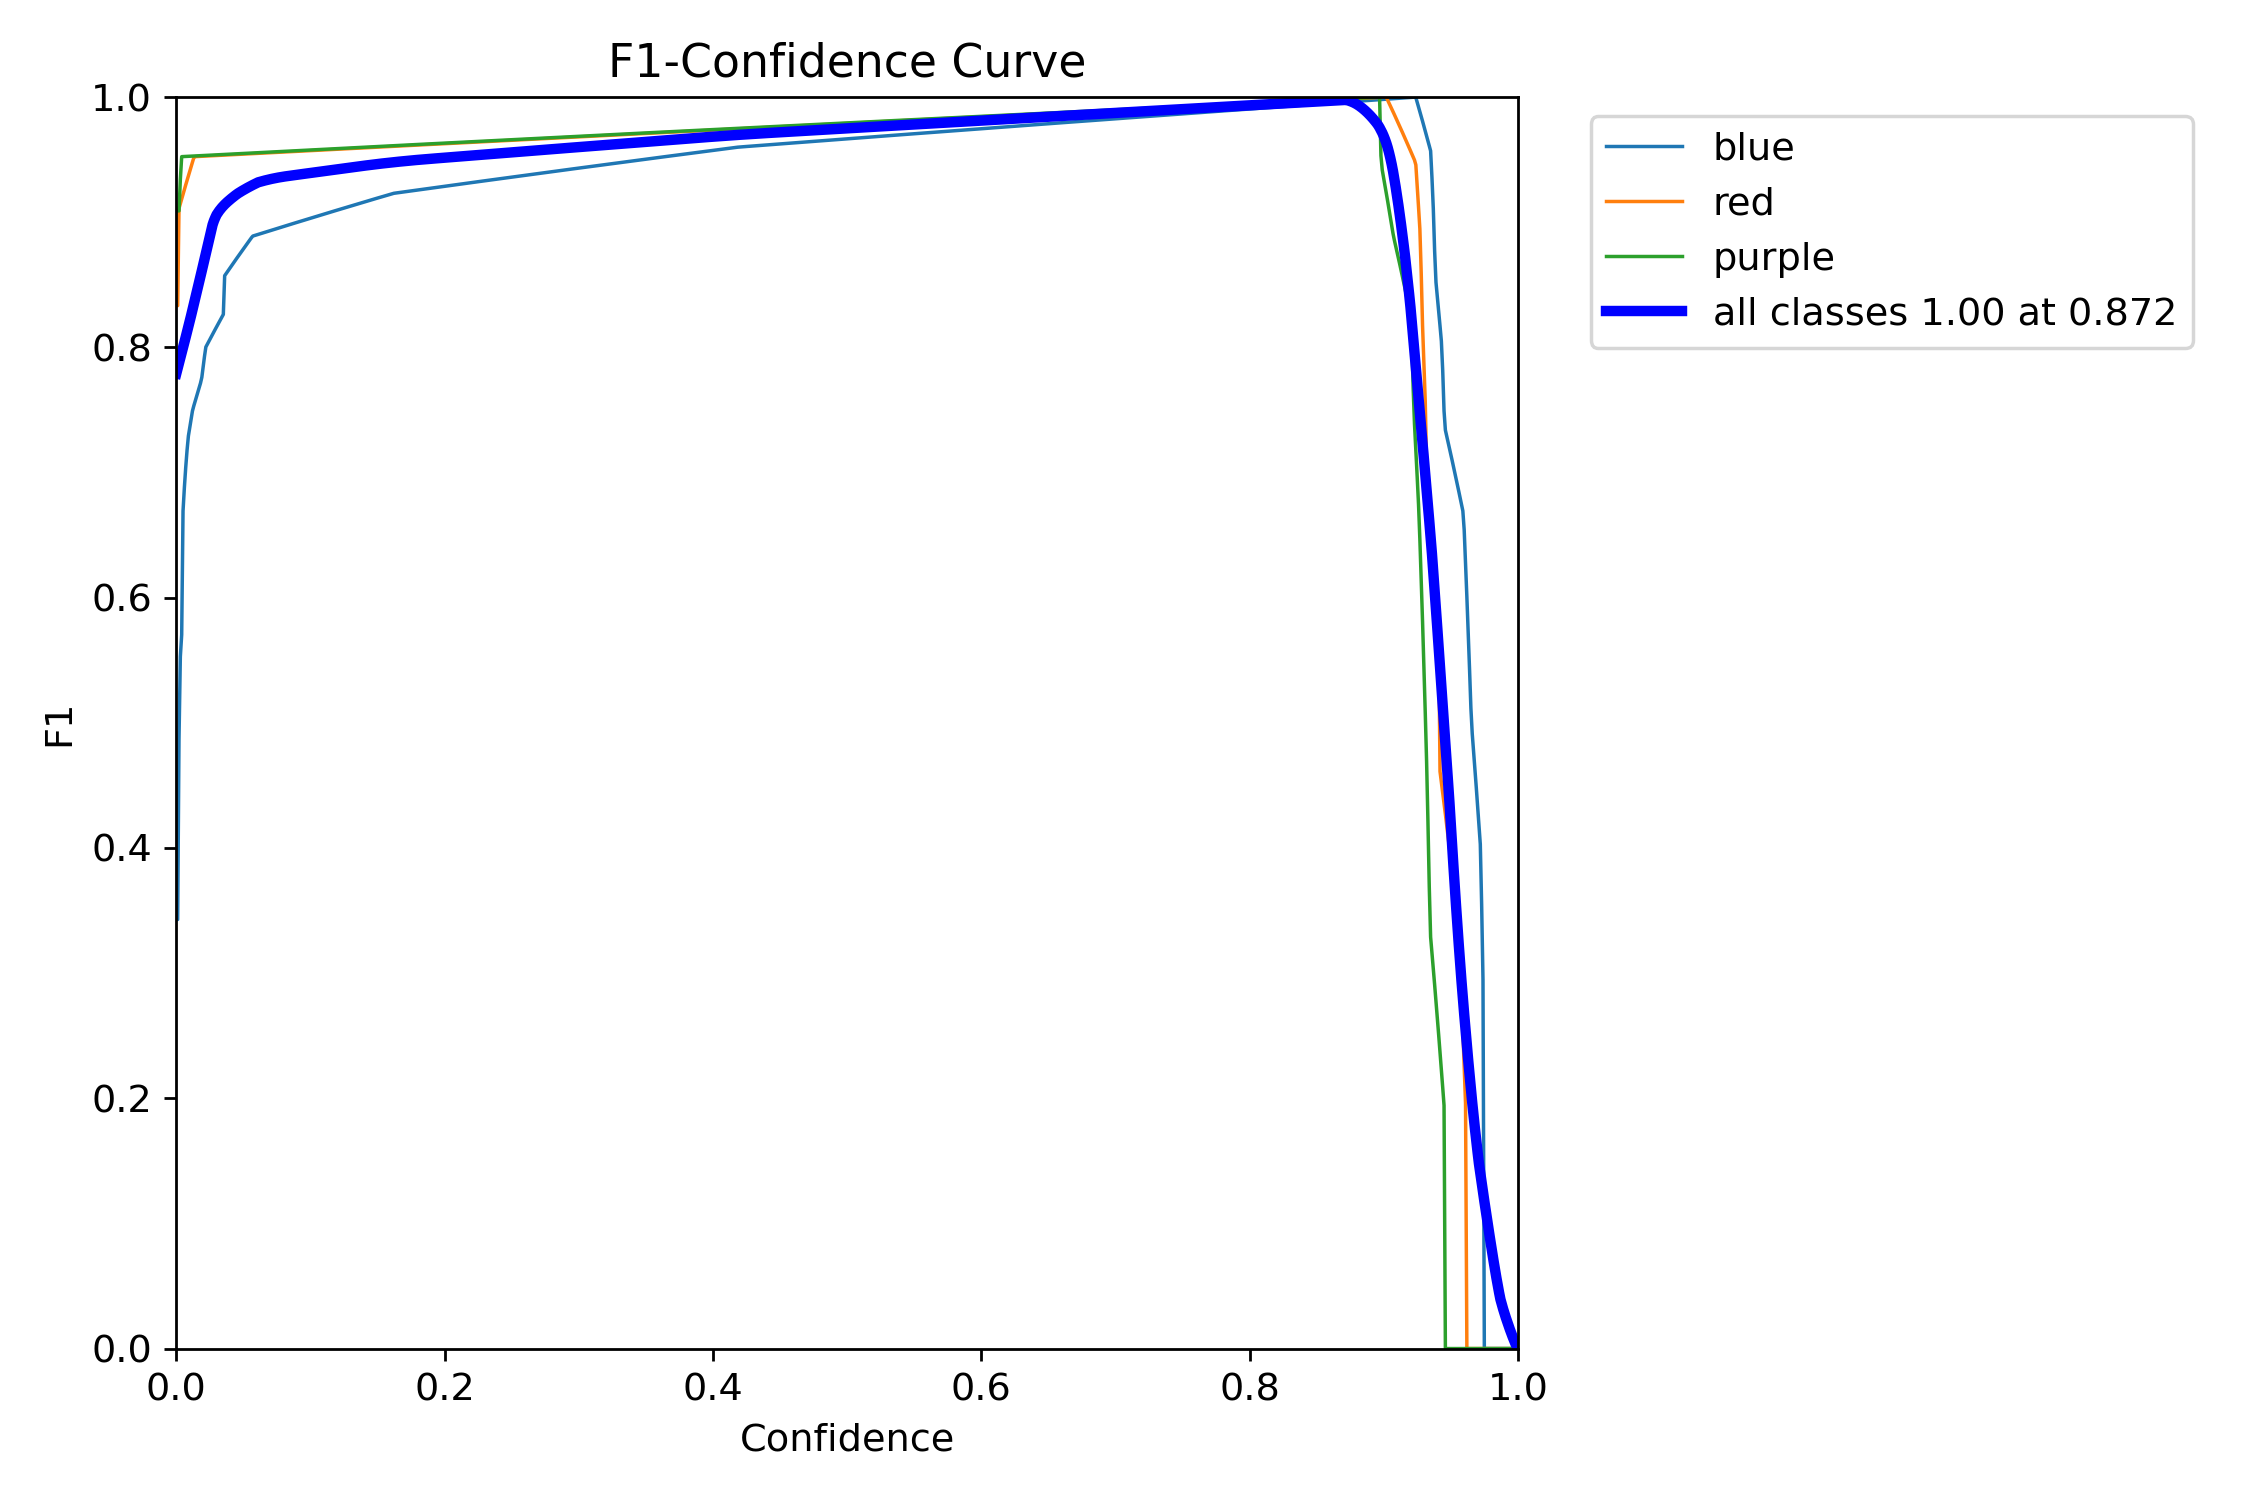 F1-Confidence Curve
1.0
0.8
0.6
0.4
0.2
0.0
F1
0.0 0.2 0.4 0.6 0.8 1.0
Confidence
blue
red
purple
all classes 1.00 at 0.872